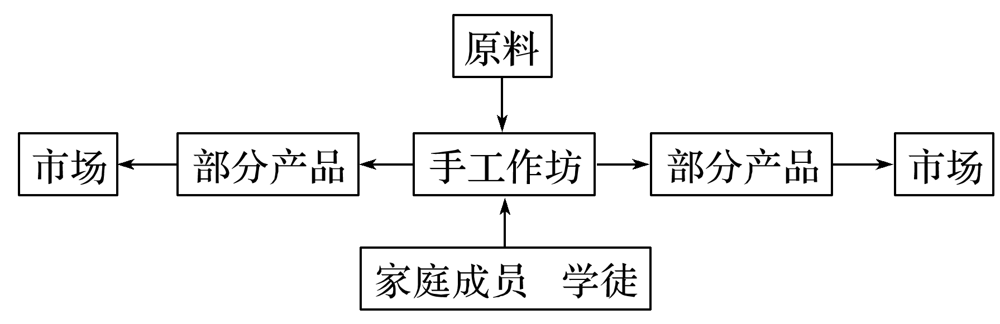 原料
市场 部分产品 手工作坊 部分产品 市场
家庭成员 学徒